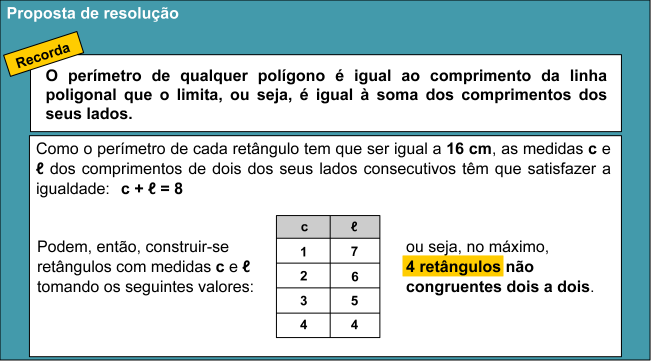 Proposta de resolução
Recorda
O perímetro de qualquer polígono é igual ao comprimento da linha
poligonal que o limita, ou seja, é igual à soma dos comprimentos dos
seus lados.
Como o perímetro de cada retângulo tem que ser igual a 16 cm, as medidas c e
ℓ dos comprimentos de dois dos seus lados consecutivos têm que satisfazer a
igualdade: c + ℓ = 8
Podem, então, construir-se
retângulos com medidas c e ℓ
tomando os seguintes valores:
c ℓ
1 7
2 6
3 5
4 4
ou seja, no máximo,
4 retângulos não
congruentes dois a dois.